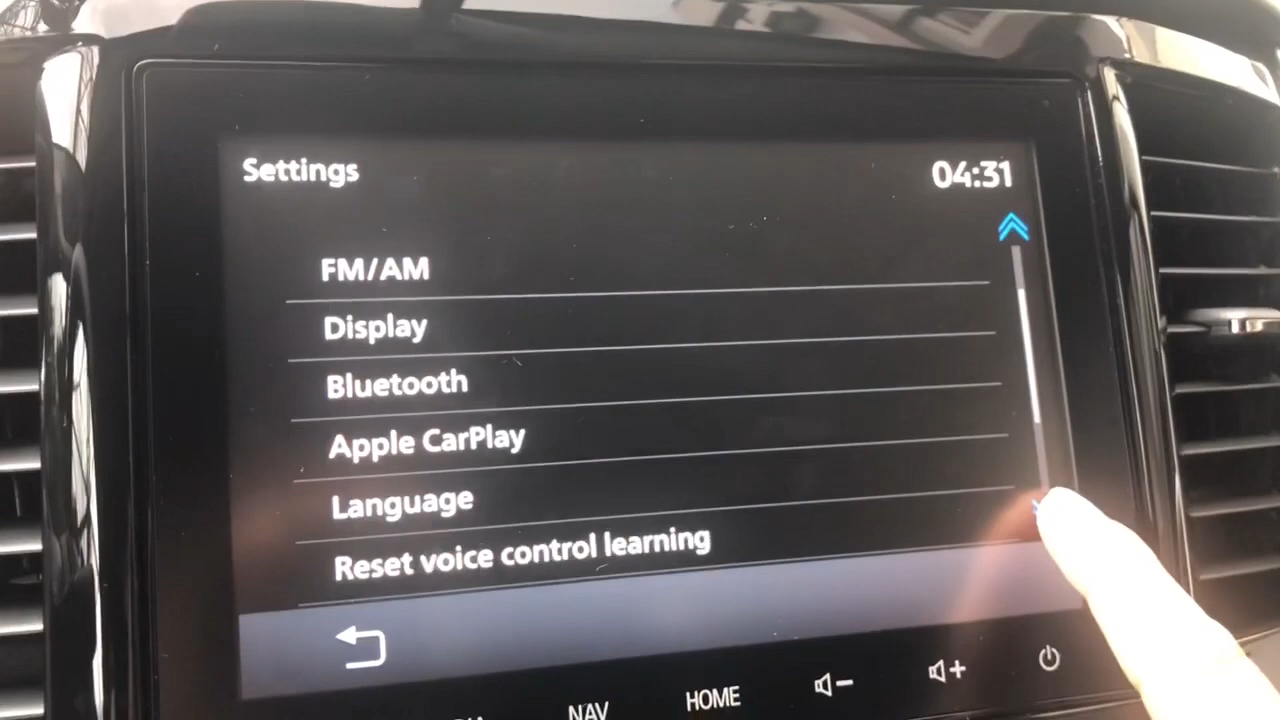 Settings
04:31
FM/AM
Display
Bluetooth
Apple CarPlay
Language
Reset voice control learning
NAV
HOME